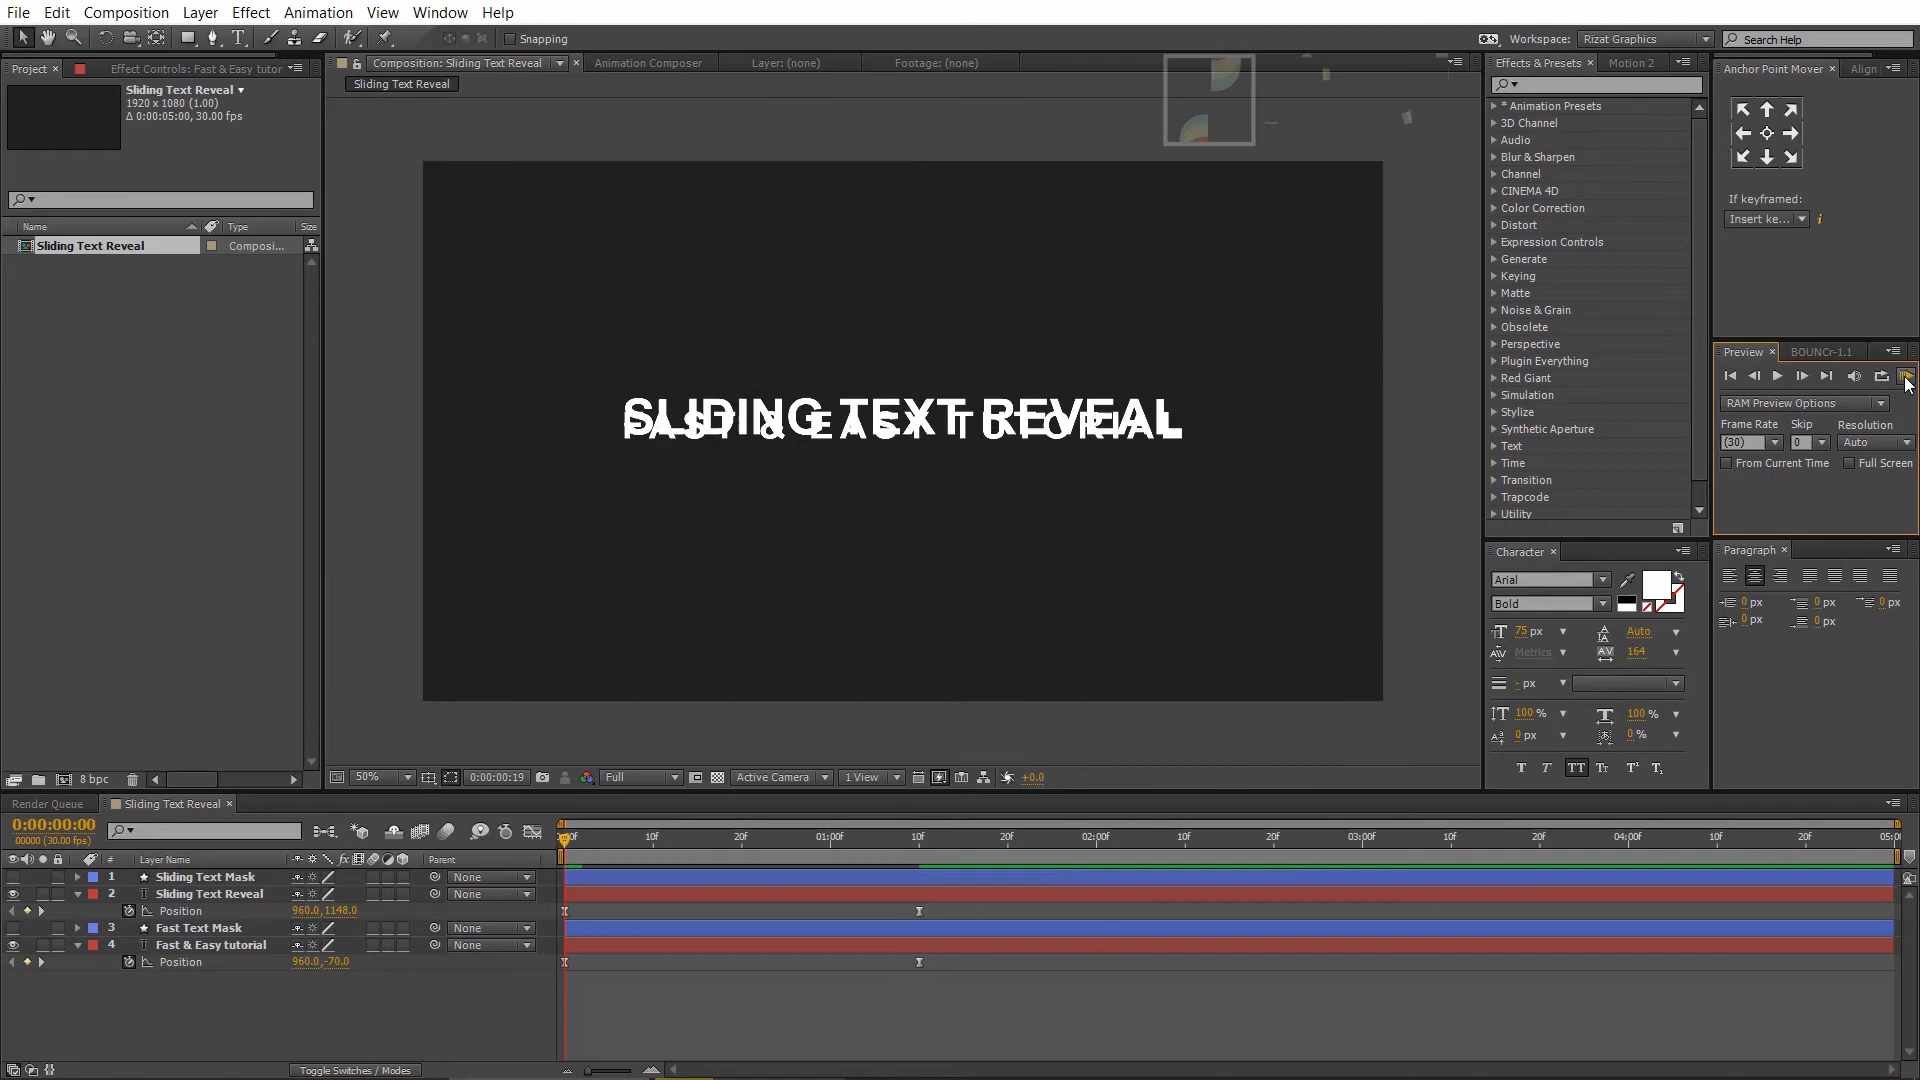 File Edit Composition Layer Effect Animation View Window Help
Snapping
Workspace: Rizat Graphics
Search Help
Project Effect Controls: Fast & Easy tutor
Composition: Sliding Text Reveal Animation Composer Layer: (none) Footage: (none)
Sliding Text Reveal
Effects & Presets Motion 2
Anchor Point Mover Align
Sliding Text Reveal
1920 x 1080 (1.00)
Δ 0:00:05:00, 30.00 fps
Name Type Size
Sliding Text Reveal Composi...
SLIDING TEXT REVEAL
FAST & EASY TUTORIAL
* Animation Presets
3D Channel
Audio
Blur & Sharpen
Channel
CINEMA 4D
Color Correction
Distort
Expression Controls
Generate
Keying
Matte
Noise & Grain
Obsolete
Perspective
Plugin Everything
Red Giant
Simulation
Stylize
Synthetic Aperture
Text
Time
Transition
Trapcode
Utility
If keyframed:
Insert ke...
Preview BOUNCr-1.1
RAM Preview Options
Frame Rate Skip Resolution
(30) 0 Auto
From Current Time Full Screen
Character
Arial
Bold
75 px Auto
Metrics 164
- px
100 % 100 %
0 px 0 %
T T TT Tt T¹ T₁
Paragraph
0 px 0 px 0 px
0 px 0 px
8 bpc
50% 0:00:00:19 Full Active Camera 1 View +0.0
Render Queue Sliding Text Reveal
0:00:00:00
00000 (30.00 fps)
:00f 10f 20f 01:00f 10f 20f 02:00f 10f 20f 03:00f 10f 20f 04:00f 10f 20f 05:00
# Layer Name fx Parent
1 Sliding Text Mask None
2 T Sliding Text Reveal None
Position 960.0,1148.0
3 Fast Text Mask None
4 T Fast & Easy tutorial None
Position 960.0,-70.0
Toggle Switches / Modes